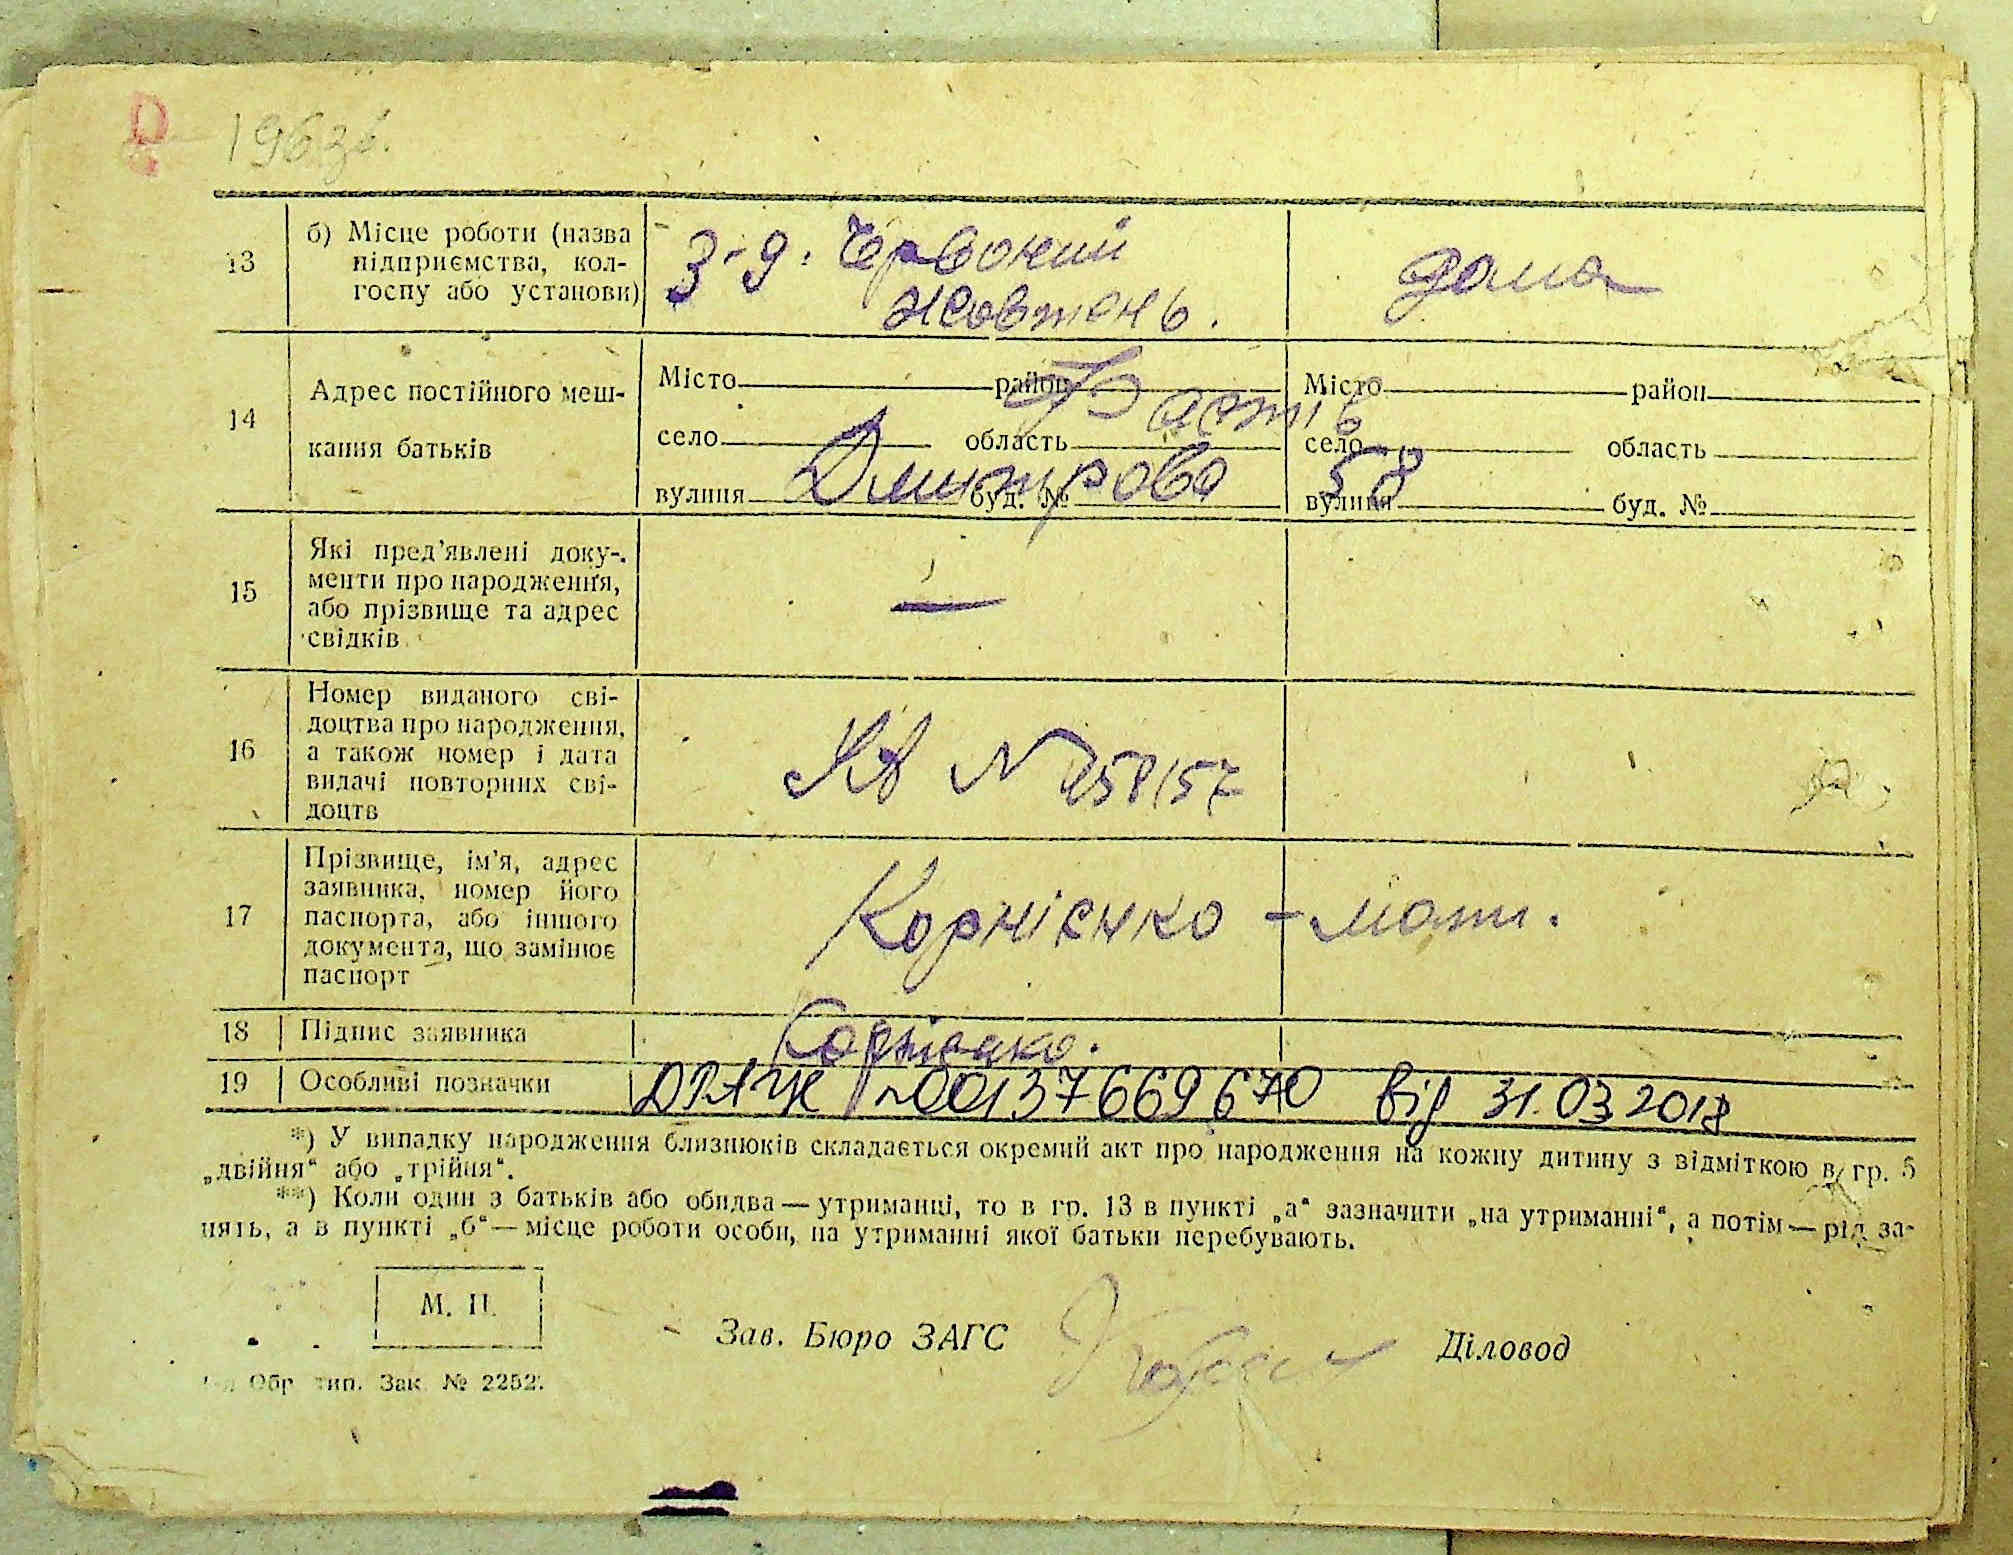 13 б) Місце роботи (назва підприємства, колгоспу або установи) З-д. Червоний Жовтень. дома
14 Адрес постійного мешкання батьків
Місто район Місто район
Фастів
село область село область
Димитрова 58
вулиця буд. № вулиця буд. №
15 Які пред’явлені документи про народження, або прізвище та адрес свідків —
16 Номер виданого свідоцтва про народження, а також номер і дата видачі повторних свідоцтв
17 Прізвище, ім’я, адрес заявника, номер його паспорта, або іншого документа, що замінює паспорт Корнієнко – мати.
18 Підпис заявника Корнієнко.
19 Особливі позначки ДРАЦС 00137669670 від 31.03 2018
*) У випадку народження близнюків складається окремий акт про народження на кожну дитину з відміткою в гр. 5
„двійня“ або „трійня“.
**) Коли один з батьків або обидва — утриманці, то в гр. 13 в пункті „а“ зазначити „на утриманні“, а потім — рід за-
нять, а в пункті „б“ — місце роботи особи, на утриманні якої батьки перебувають.
М. П.
Зав. Бюро ЗАГС Діловод
Обр. тип. Зак. № 2252.